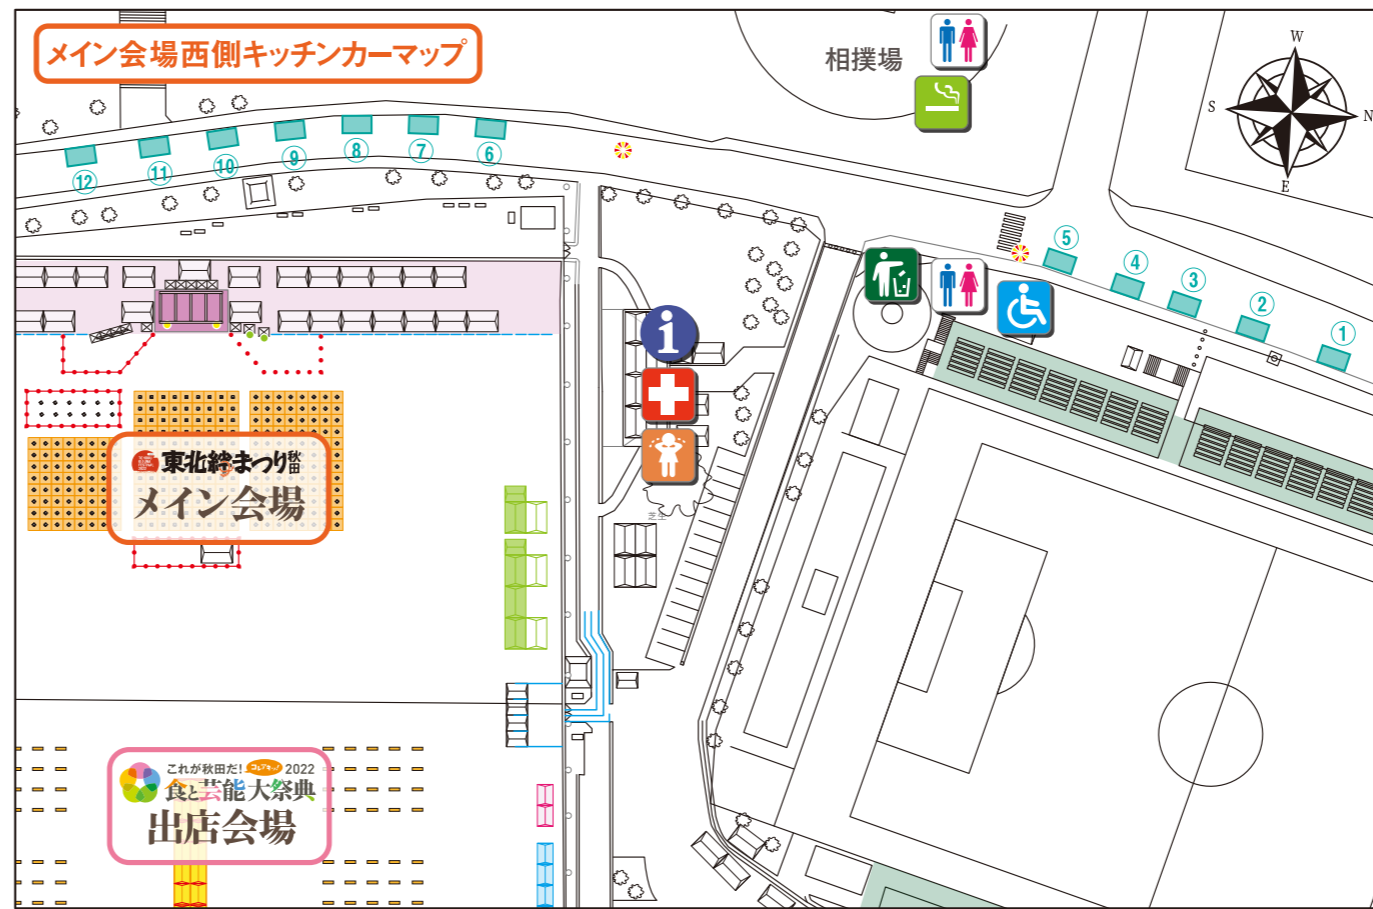 メイン会場西側キッチンカーマップ
相撲場
W
S
N
E
⑫
⑪
⑩
⑨
⑧
⑦
⑥
⑤
④
③
②
①
i
東北絆まつり秋田
メイン会場
芝生
これが秋田だ! 2022
食と芸能大祭典
出店会場